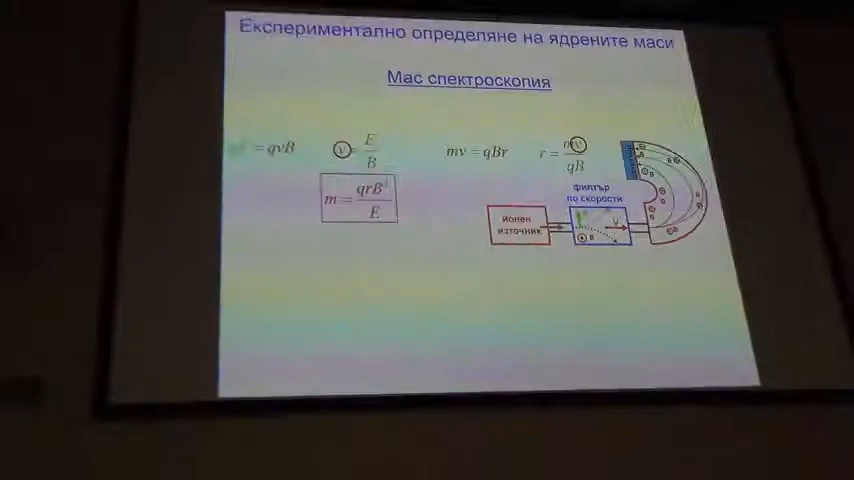 Експериментално определяне на ядрените маси
Мас спектроскопия
= qvB
v = E / B
mv = qBr
r = mv / qB
m = qrB² / E
филтър
по скорости
йонен
източник
v
B